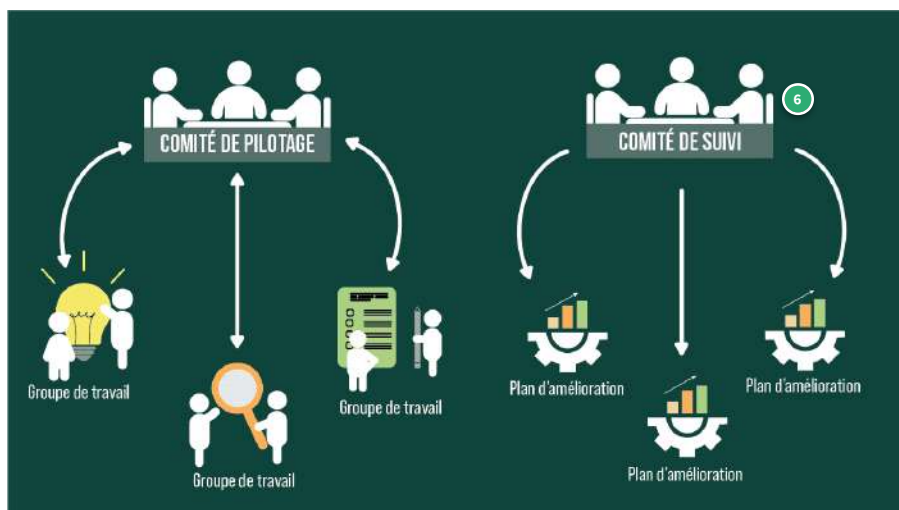 COMITÉ DE PILOTAGE
COMITÉ DE SUIVI
6
Groupe de travail
Groupe de travail
Groupe de travail
Plan d'amélioration
Plan d'amélioration
Plan d'amélioration